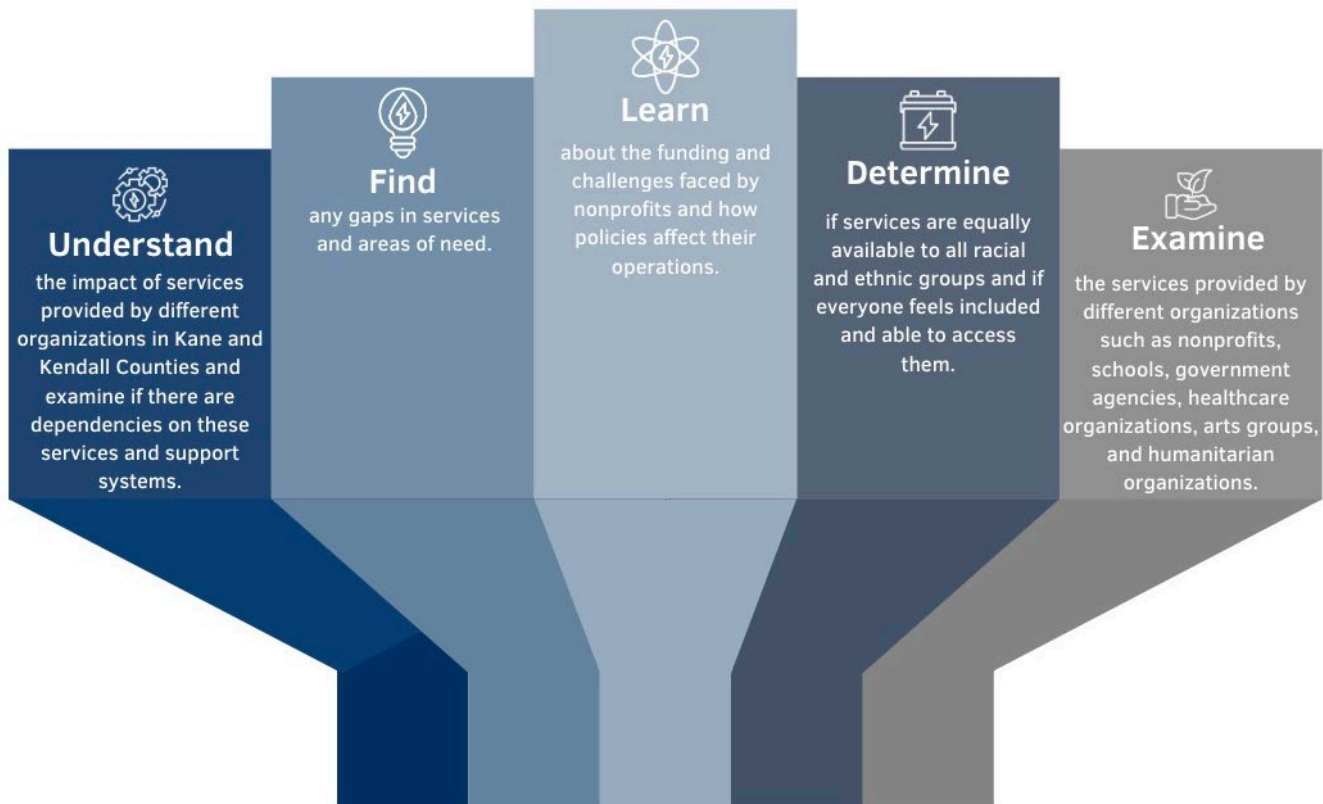 Understand
the impact of services
provided by different
organizations in Kane and
Kendall Counties and
examine if there are
dependencies on these
services and support
systems.
Find
any gaps in services
and areas of need.
Learn
about the funding and
challenges faced by
nonprofits and how
policies affect their
operations.
Determine
if services are equally
available to all racial
and ethnic groups and if
everyone feels included
and able to access
them.
Examine
the services provided by
different organizations
such as nonprofits,
schools, government
agencies, healthcare
organizations, arts groups,
and humanitarian
organizations.